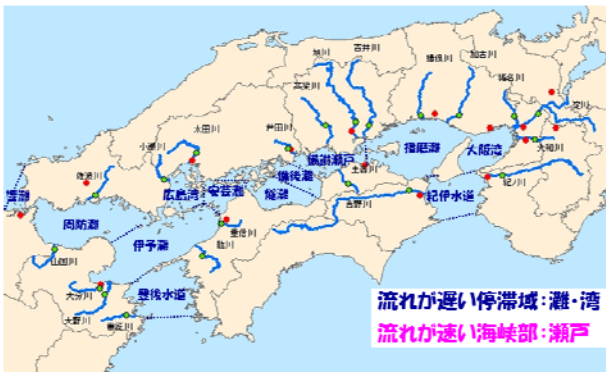 旭川
吉井川
揖保川
加古川
高梁川
猪名川
淀川
太田川
芦田川
小瀬川
大和川
佐波川
播磨灘
大阪湾
備讃瀬戸
土器川
備後灘
紀ノ川
響灘
広島湾
安芸灘
燧灘
吉野川
紀伊水道
周防灘
重信川
伊予灘
肱川
山国川
大分川
豊後水道
大野川
番匠川
流れが遅い停滞域：灘・湾
流れが速い海峡部：瀬戸